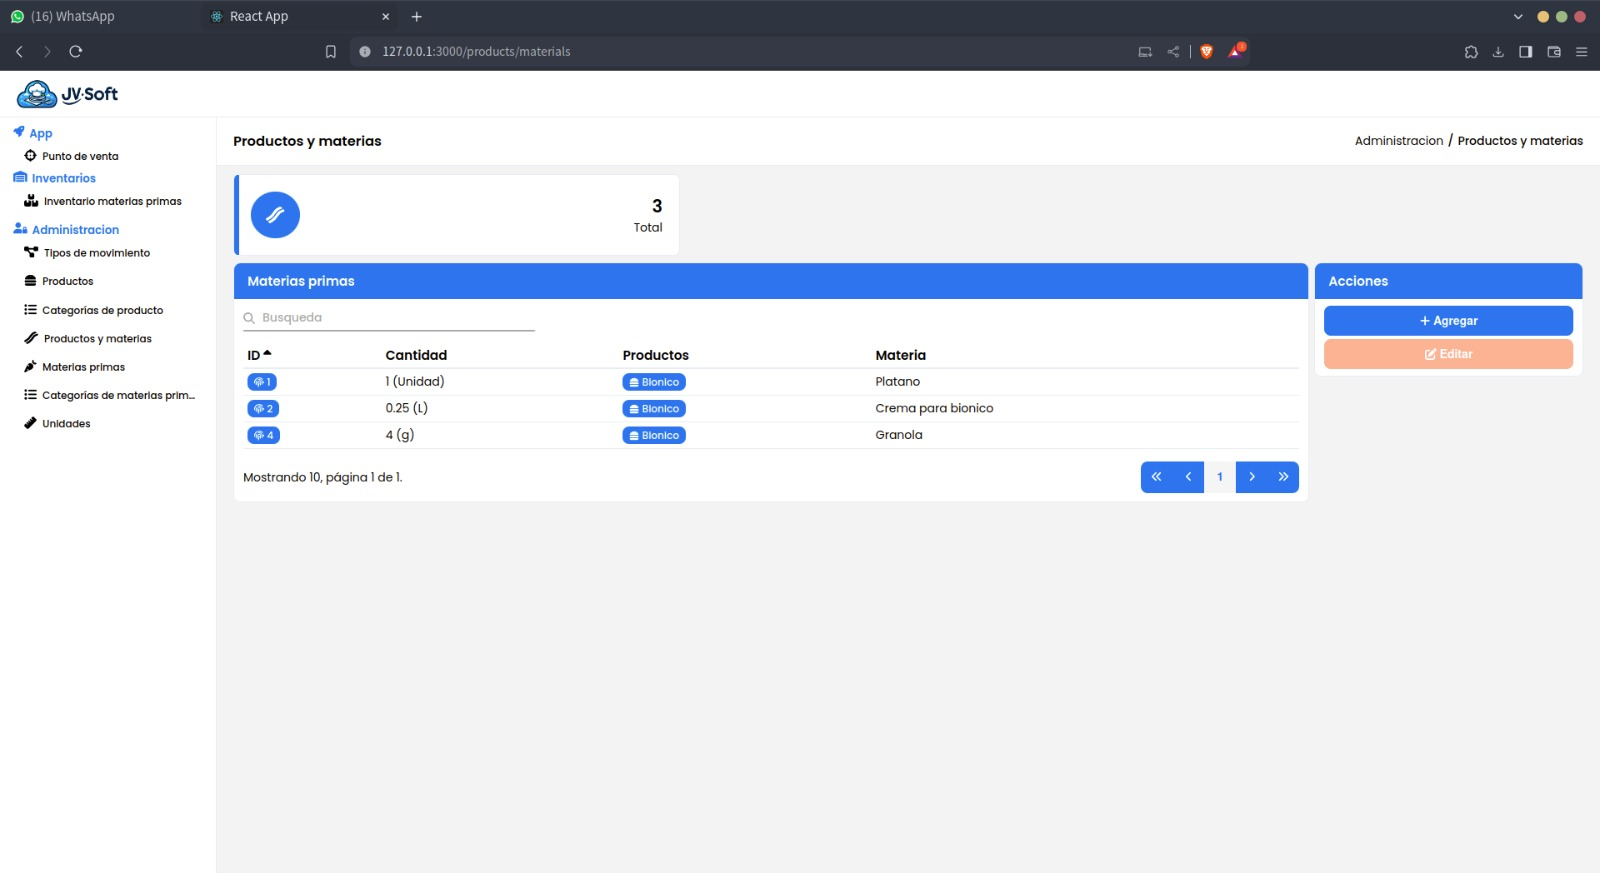 (16) WhatsApp
React App
127.0.0.1:3000/products/materials
JV-Soft
App
Punto de venta
Inventarios
Inventario materias primas
Administracion
Tipos de movimiento
Productos
Categorías de producto
Productos y materias
Materias primas
Categorías de materias prim...
Unidades
Productos y materias
Administracion / Productos y materias
3
Total
Materias primas
Busqueda
ID Cantidad Productos Materia
1 1 (Unidad) Bionico Platano
2 0.25 (L) Bionico Crema para bionico
4 4 (g) Bionico Granola
Mostrando 10, página 1 de 1.
« ‹ 1 › »
Acciones
+ Agregar
Editar